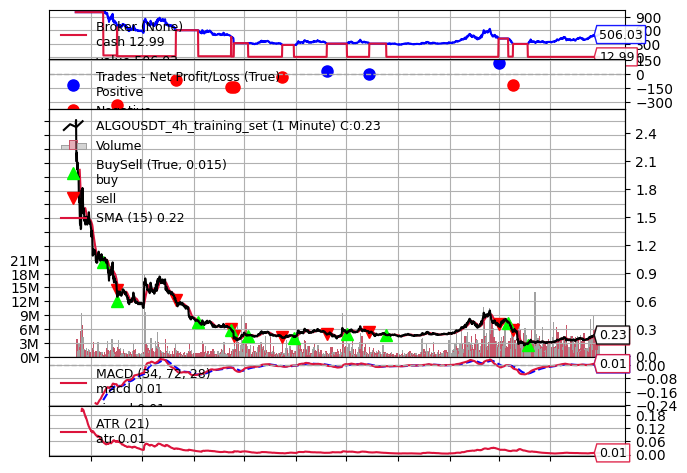 Broker (None)
cash 12.99
900
506.03
300
12.99
Trades - Net Profit/Loss (True)
Positive
150
0
−150
−300
ALGOUSDT_4h_training_set (1 Minute) C:0.23
Volume
BuySell (True, 0.015)
buy
sell
SMA (15) 0.22
21M
18M
15M
12M
9M
6M
3M
0M
2.4
2.1
1.8
1.5
1.2
0.9
0.6
0.3
0.23
0.0
MACD (34, 72, 28)
macd 0.01
0.00
0.01
−0.08
−0.16
−0.24
ATR (21)
atr 0.01
0.18
0.12
0.06
0.00
0.01